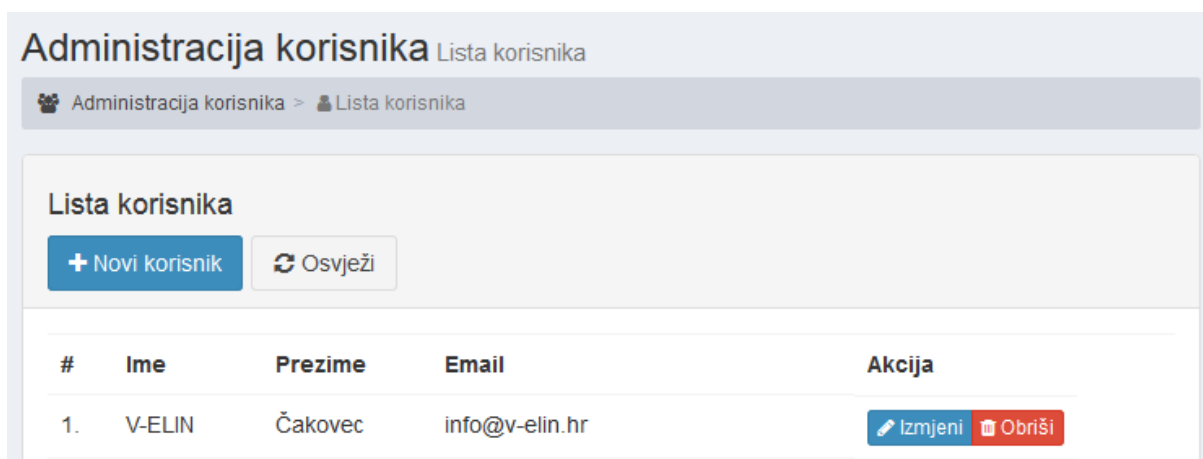 Administracija korisnika Lista korisnika
Administracija korisnika > Lista korisnika
Lista korisnika
Novi korisnik Osvježi
# Ime Prezime Email Akcija
1. V-ELIN Čakovec info@v-elin.hr Izmjeni Obriši